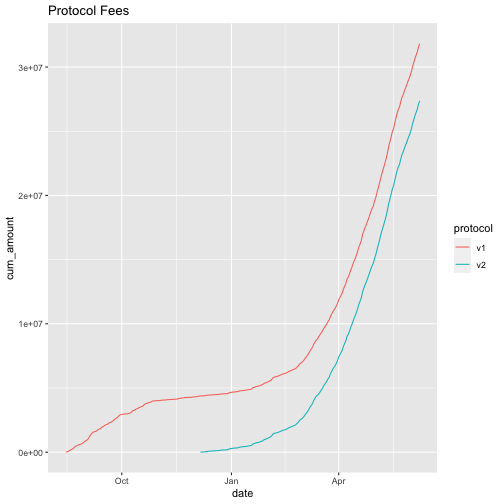 Protocol Fees
cum_amount
3e+07
2e+07
1e+07
0e+00
Oct
Jan
Apr
date
protocol
v1
v2